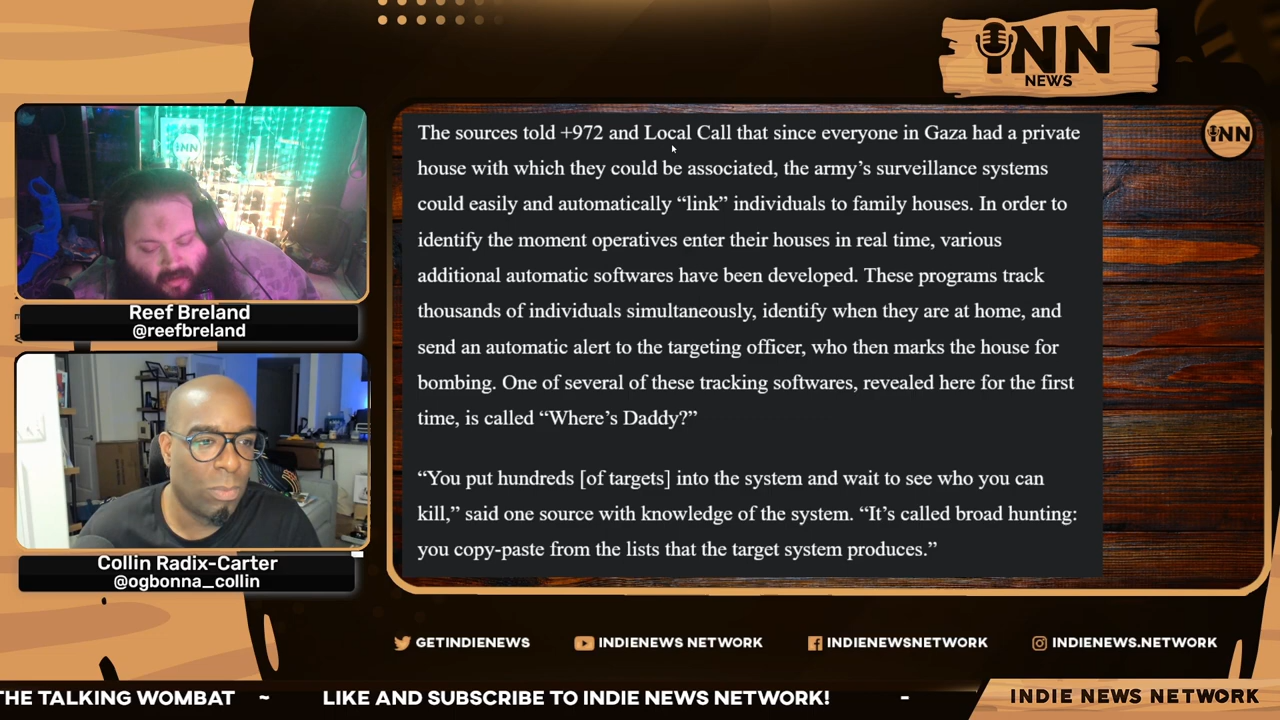 INN
NEWS
INN
INN
The sources told +972 and Local Call that since everyone in Gaza had a private
house with which they could be associated, the army’s surveillance systems
could easily and automatically “link” individuals to family houses. In order to
identify the moment operatives enter their houses in real time, various
additional automatic softwares have been developed. These programs track
thousands of individuals simultaneously, identify when they are at home, and
send an automatic alert to the targeting officer, who then marks the house for
bombing. One of several of these tracking softwares, revealed here for the first
time, is called “Where’s Daddy?”
“You put hundreds [of targets] into the system and wait to see who you can
kill,” said one source with knowledge of the system. “It’s called broad hunting:
you copy-paste from the lists that the target system produces.”
Reef Breland
@reefbreland
Collin Radix-Carter
@ogbonna_collin
GETINDIENEWS
INDIENEWS NETWORK
INDIENEWSNETWORK
INDIENEWS.NETWORK
THE TALKING WOMBAT ~ LIKE AND SUBSCRIBE TO INDIE NEWS NETWORK! -
INDIE NEWS NETWORK